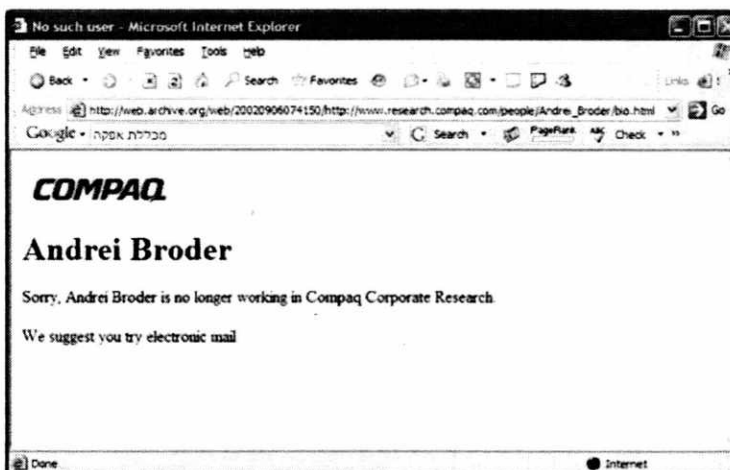 No such user - Microsoft Internet Explorer
File Edit View Favorites Tools Help
Back Search Favorites Links
Address http://web.archive.org/web/20020906074150/http://www.research.compaq.com/people/Andrei_Broder/bio.html Go
Google מכללת אפקה Search PageRank Check »
COMPAQ
Andrei Broder
Sorry, Andrei Broder is no longer working in Compaq Corporate Research.
We suggest you try electronic mail
Done Internet